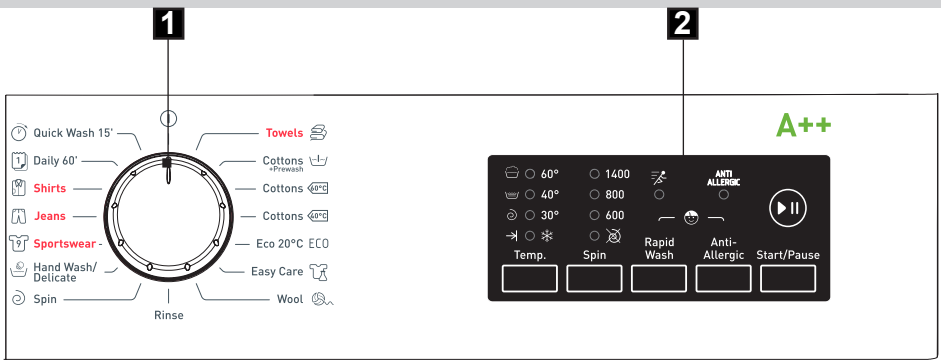 1
2
Quick Wash 15'
1 Daily 60'
Shirts
Jeans
9 Sportswear
Hand Wash/
Delicate
Spin
Rinse
Towels
Cottons
+Prewash
Cottons
Cottons
Eco 20°C ECO
Easy Care
Wool
A++
60° 1400
40° 800
30° 600
ANTI
ALLERGIC
Temp.
Spin
Rapid
Wash
Anti-
Allergic
Start/Pause